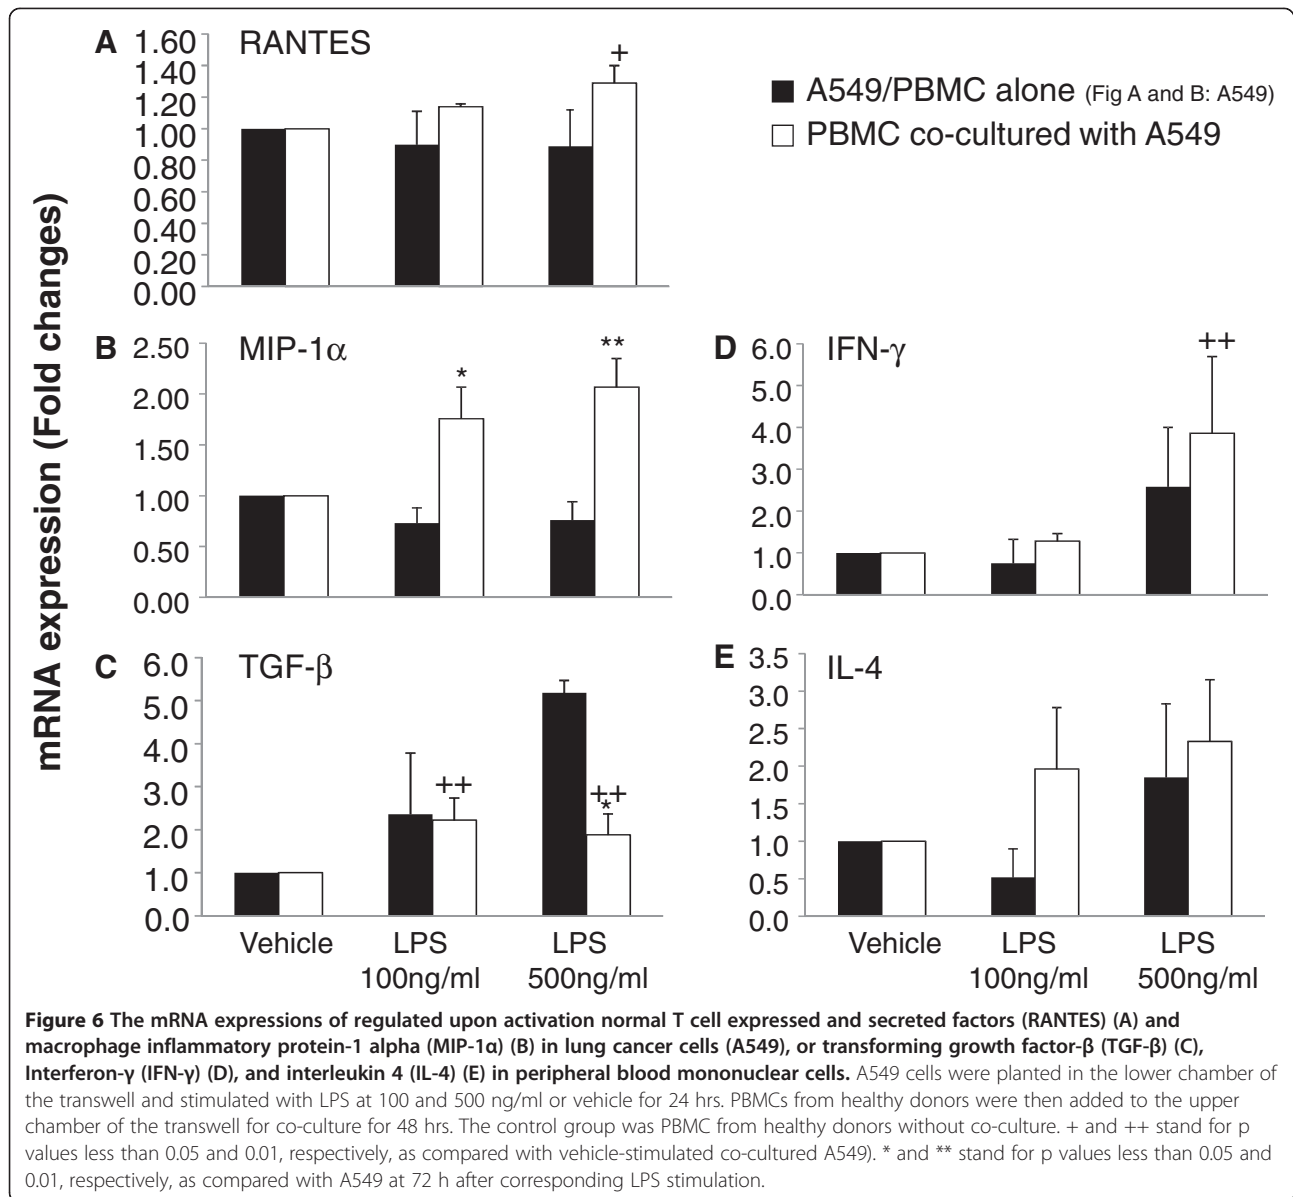 mRNA expression (Fold changes)
A RANTES
1.60
1.40
1.20
1.00
0.80
0.60
0.40
0.20
0.00
+
A549/PBMC alone (Fig A and B: A549)
PBMC co-cultured with A549
B MIP-1α
2.50
2.00
1.50
1.00
0.50
0.00
*
**
D IFN-γ
6.0
5.0
4.0
3.0
2.0
1.0
0.0
++
C TGF-β
6.0
5.0
4.0
3.0
2.0
1.0
0.0
++
++
*
Vehicle LPS LPS
100ng/ml 500ng/ml
E IL-4
3.5
3.0
2.5
2.0
1.5
1.0
0.5
0.0
Vehicle LPS LPS
100ng/ml 500ng/ml
Figure 6 The mRNA expressions of regulated upon activation normal T cell expressed and secreted factors (RANTES) (A) and
macrophage inflammatory protein-1 alpha (MIP-1α) (B) in lung cancer cells (A549), or transforming growth factor-β (TGF-β) (C),
Interferon-γ (IFN-γ) (D), and interleukin 4 (IL-4) (E) in peripheral blood mononuclear cells. A549 cells were planted in the lower chamber of
the transwell and stimulated with LPS at 100 and 500 ng/ml or vehicle for 24 hrs. PBMCs from healthy donors were then added to the upper
chamber of the transwell for co-culture for 48 hrs. The control group was PBMC from healthy donors without co-culture. + and ++ stand for p
values less than 0.05 and 0.01, respectively, as compared with vehicle-stimulated co-cultured A549). * and ** stand for p values less than 0.05 and
0.01, respectively, as compared with A549 at 72 h after corresponding LPS stimulation.